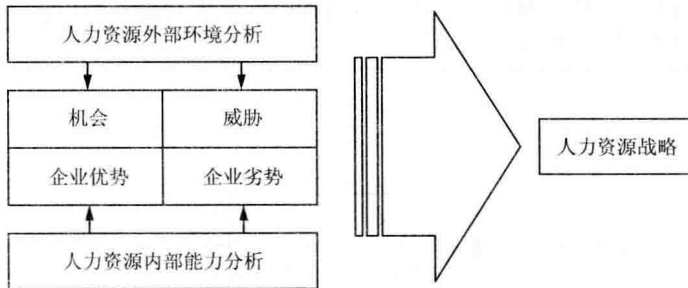 人力资源外部环境分析
机会
威胁
企业优势
企业劣势
人力资源内部能力分析
人力资源战略